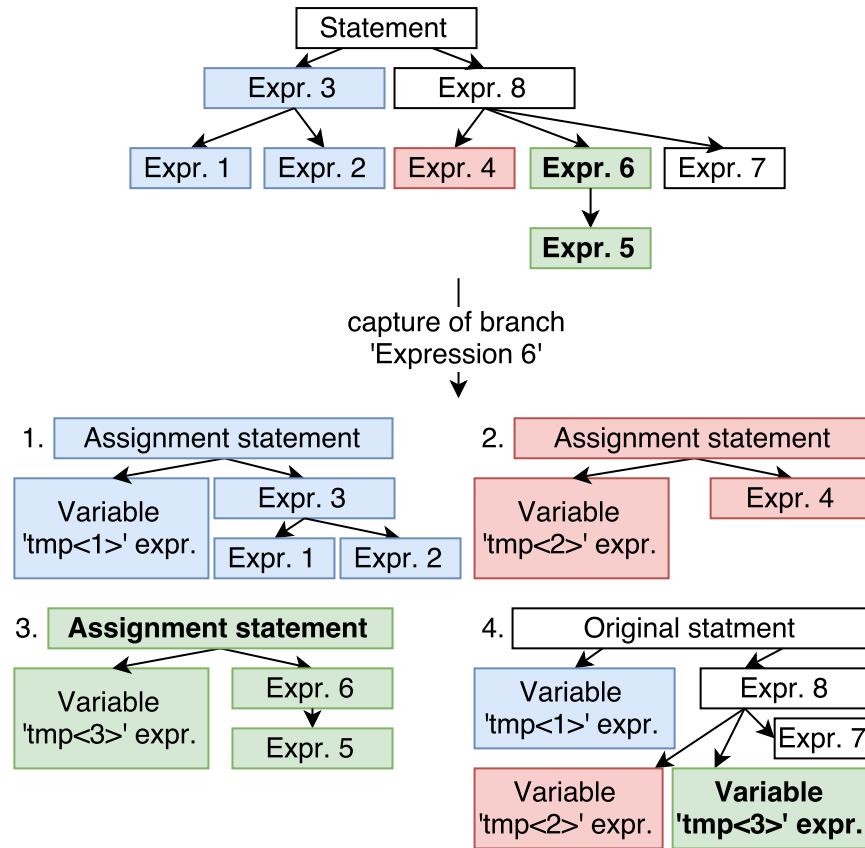 Statement
Expr. 3
Expr. 8
Expr. 1
Expr. 2
Expr. 4
Expr. 6
Expr. 7
Expr. 5
capture of branch
'Expression 6'
1.
Assignment statement
Variable
'tmp<1>' expr.
Expr. 3
Expr. 1
Expr. 2
2.
Assignment statement
Variable
'tmp<2>' expr.
Expr. 4
3.
Assignment statement
Variable
'tmp<3>' expr.
Expr. 6
Expr. 5
4.
Original statment
Variable
'tmp<1>' expr.
Expr. 8
Expr. 7
Variable
'tmp<2>' expr.
Variable
'tmp<3>' expr.